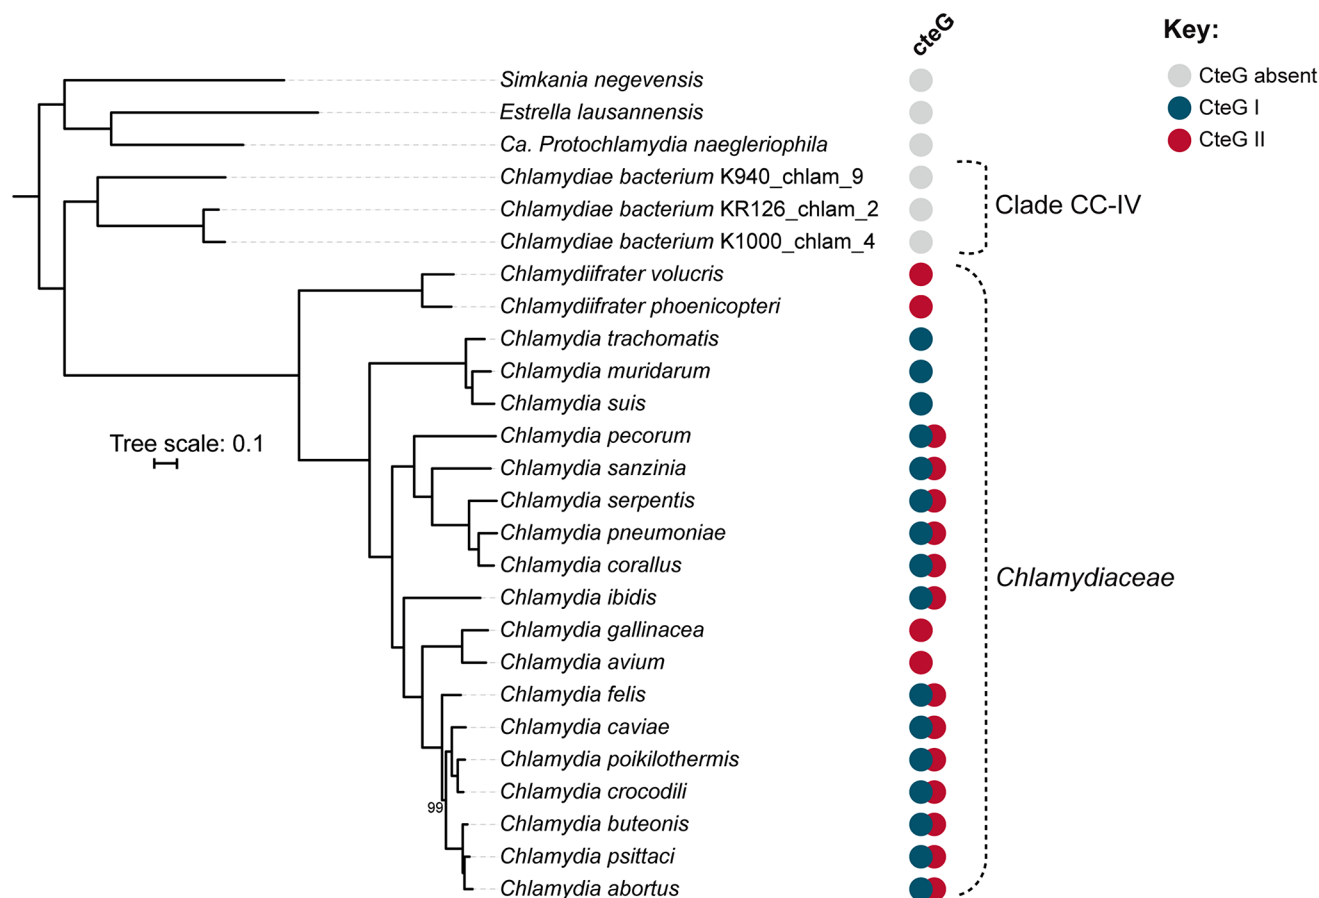 cteG
Key:
CteG absent
CteG I
CteG II
Simkania negevensis
Estrella lausannensis
Ca. Protochlamydia naegleriophila
Chlamydiae bacterium K940_chlam_9
Chlamydiae bacterium KR126_chlam_2
Chlamydiae bacterium K1000_chlam_4
Clade CC-IV
Chlamydiifrater volucris
Chlamydiifrater phoenicopteri
Chlamydia trachomatis
Chlamydia muridarum
Chlamydia suis
Chlamydia pecorum
Tree scale: 0.1
Chlamydia sanzinia
Chlamydia serpentis
Chlamydia pneumoniae
Chlamydia corallus
Chlamydiaceae
Chlamydia ibidis
Chlamydia gallinacea
Chlamydia avium
Chlamydia felis
Chlamydia caviae
Chlamydia poikilothermis
Chlamydia crocodili
99
Chlamydia buteonis
Chlamydia psittaci
Chlamydia abortus